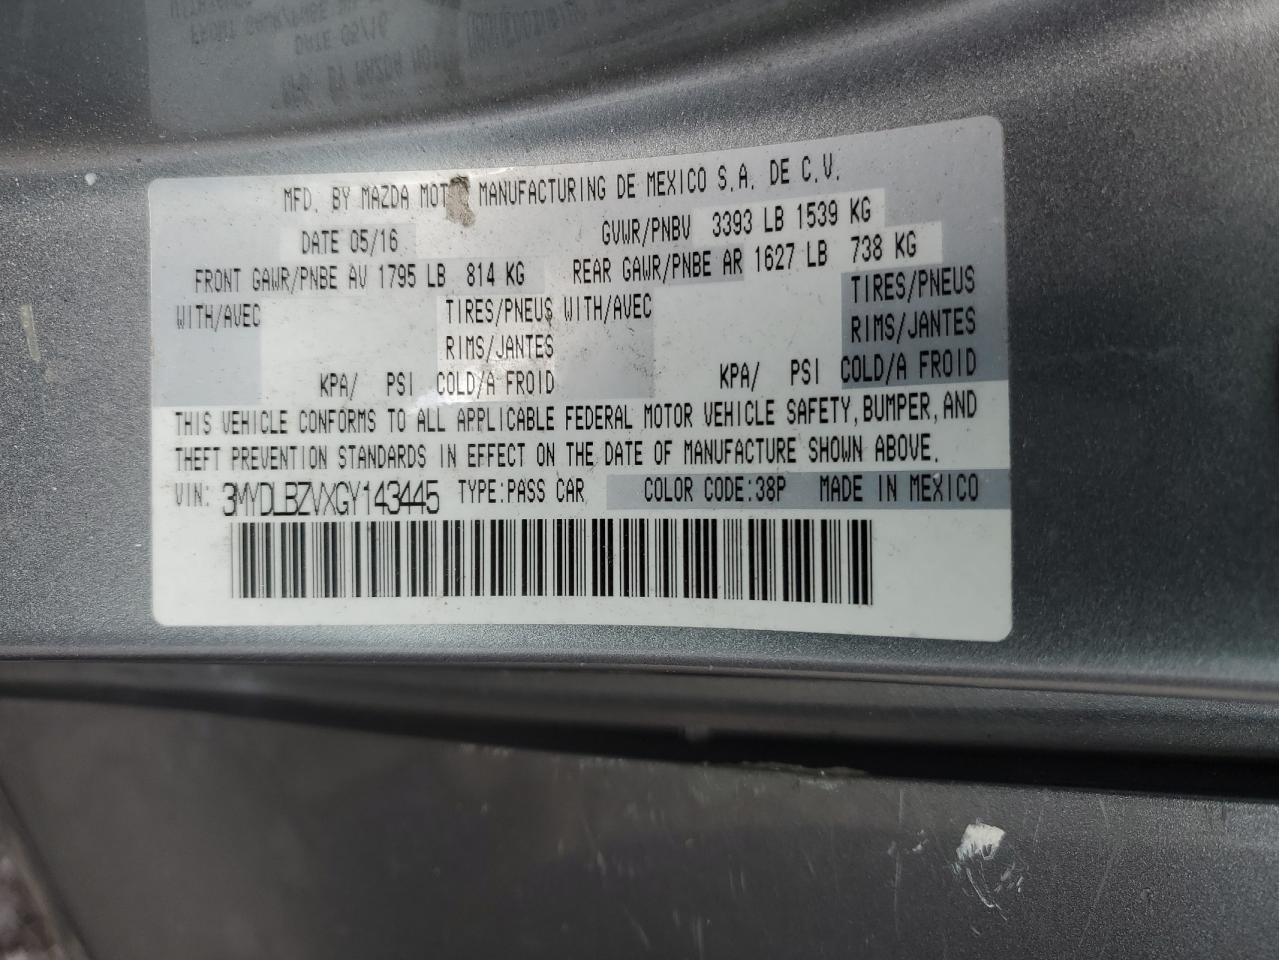 MFD. BY MAZDA MOTOR MANUFACTURING DE MEXICO S.A. DE C.V.
DATE 05/16 GVWR/PNBV 3393 LB 1539 KG
FRONT GAWR/PNBE AV 1795 LB 814 KG REAR GAWR/PNBE AR 1627 LB 738 KG
WITH/AVEC TIRES/PNEUS WITH/AVEC TIRES/PNEUS
RIMS/JANTES RIMS/JANTES
KPA/ PSI COLD/A FROID KPA/ PSI COLD/A FROID
THIS VEHICLE CONFORMS TO ALL APPLICABLE FEDERAL MOTOR VEHICLE SAFETY, BUMPER, AND
THEFT PREVENTION STANDARDS IN EFFECT ON THE DATE OF MANUFACTURE SHOWN ABOVE.
VIN: 3MYDLBZVXGY143445 TYPE:PASS CAR COLOR CODE:38P MADE IN MEXICO